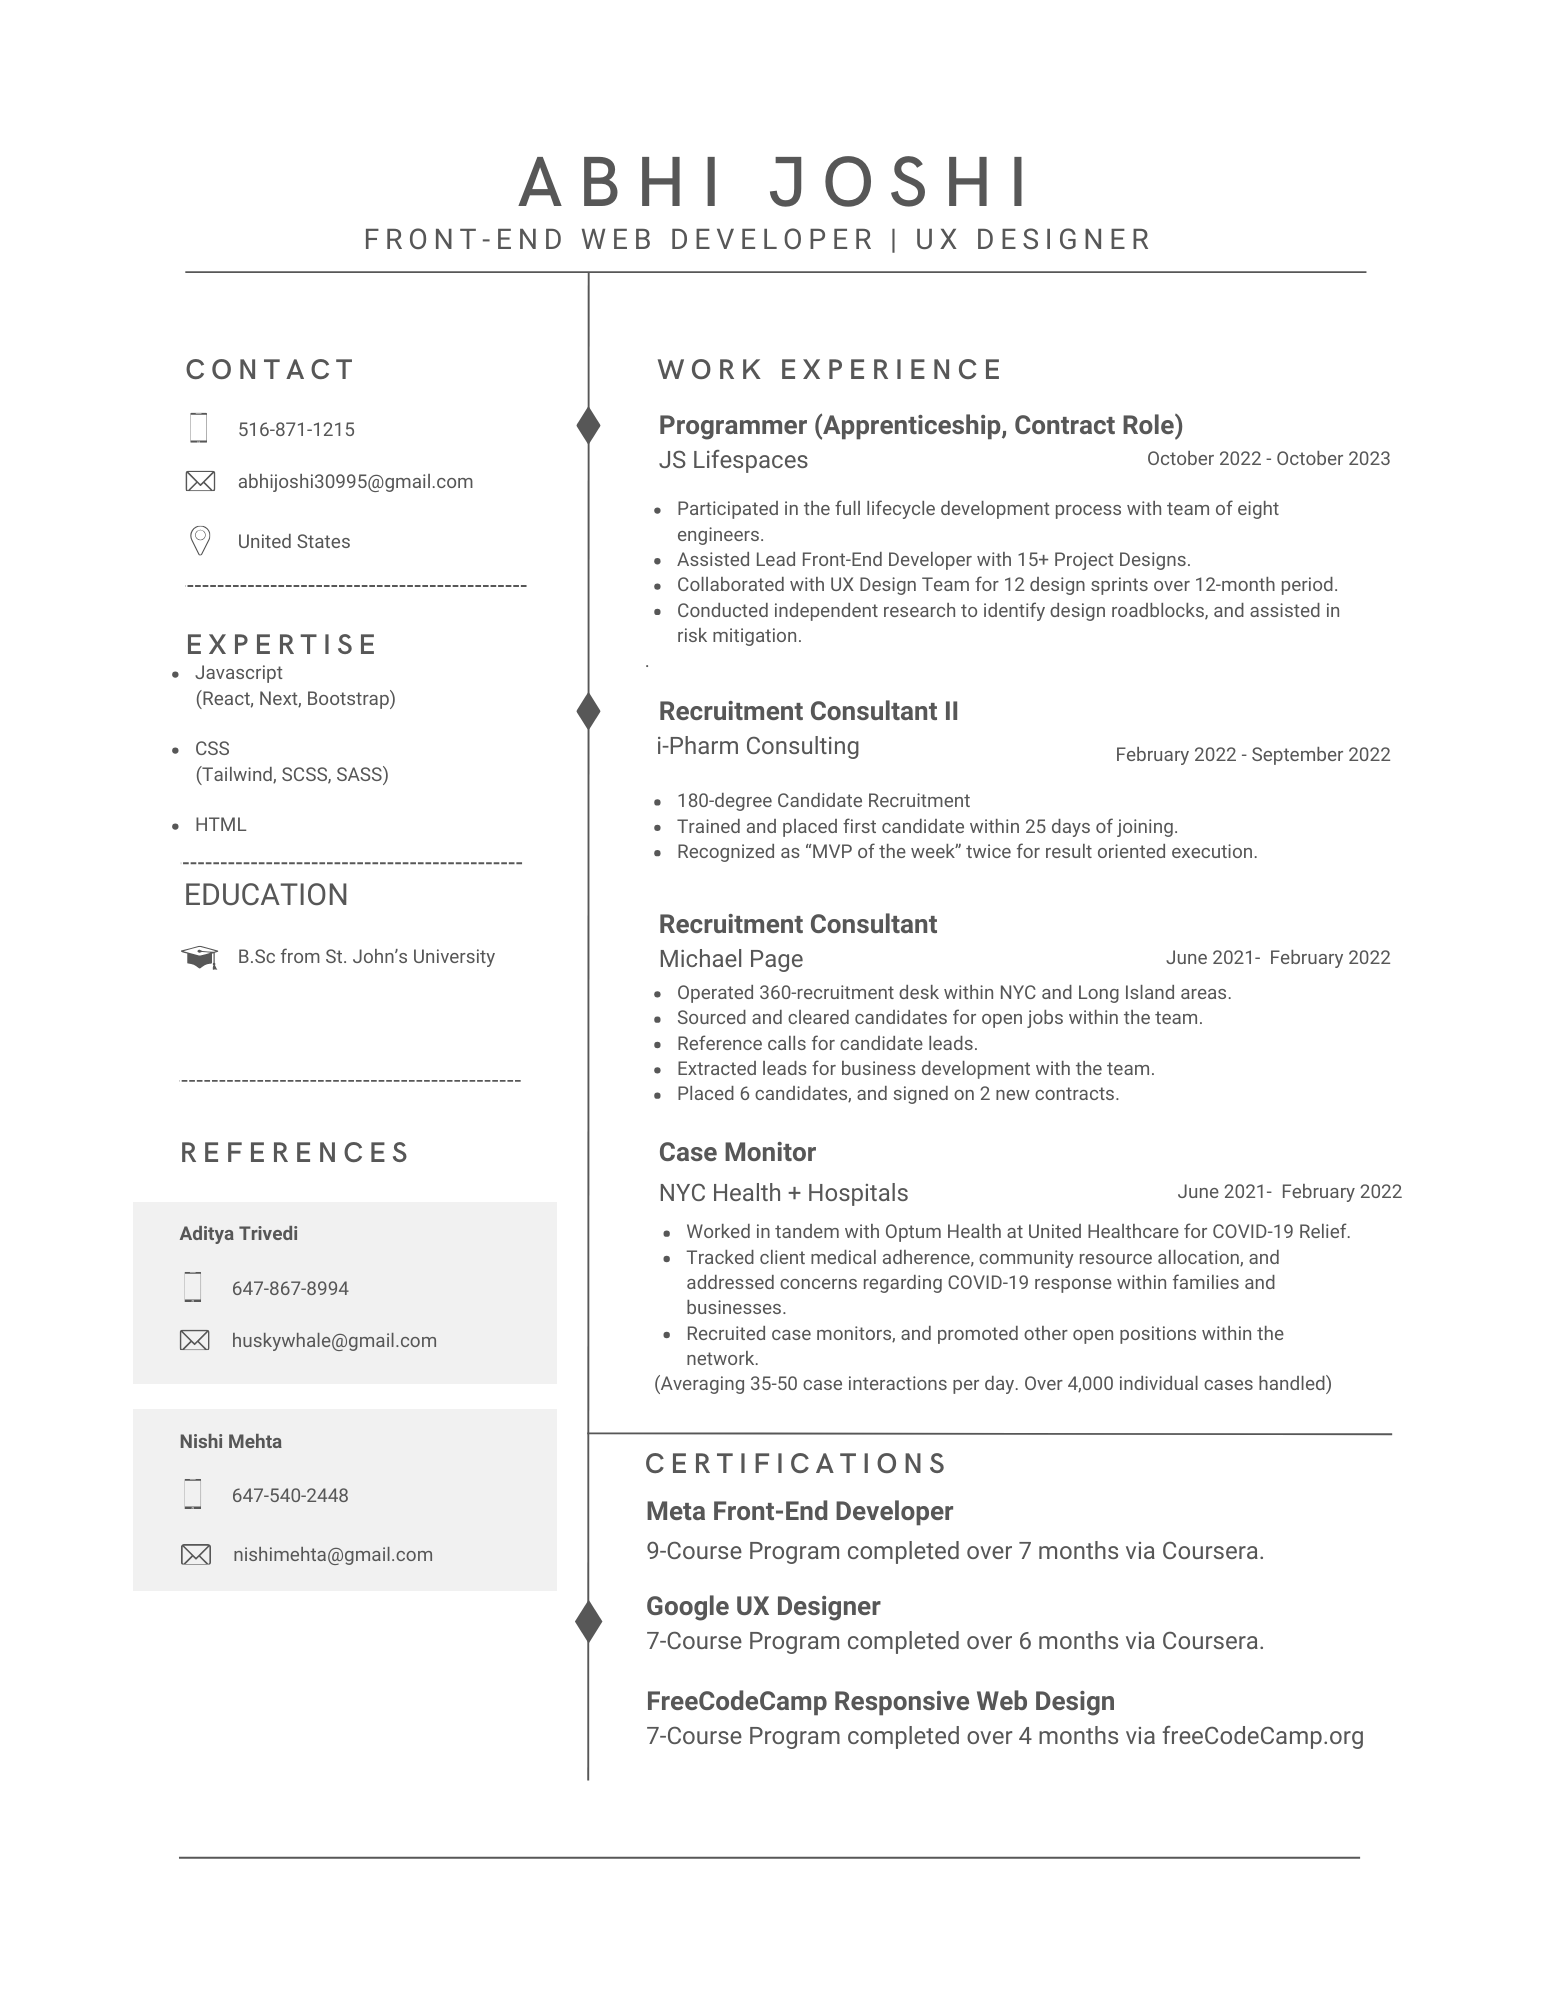 ABHI JOSHI
FRONT-END WEB DEVELOPER | UX DESIGNER
CONTACT
516-871-1215
abhijoshi30995@gmail.com
United States
EXPERTISE
• Javascript
(React, Next, Bootstrap)
• CSS
(Tailwind, SCSS, SASS)
• HTML
EDUCATION
B.Sc from St. John’s University
REFERENCES
Aditya Trivedi
647-867-8994
huskywhale@gmail.com
Nishi Mehta
647-540-2448
nishimehta@gmail.com
WORK EXPERIENCE
Programmer (Apprenticeship, Contract Role)
JS Lifespaces October 2022 - October 2023
• Participated in the full lifecycle development process with team of eight
engineers.
• Assisted Lead Front-End Developer with 15+ Project Designs.
• Collaborated with UX Design Team for 12 design sprints over 12-month period.
• Conducted independent research to identify design roadblocks, and assisted in
risk mitigation.
.
Recruitment Consultant II
i-Pharm Consulting February 2022 - September 2022
• 180-degree Candidate Recruitment
• Trained and placed first candidate within 25 days of joining.
• Recognized as “MVP of the week” twice for result oriented execution.
Recruitment Consultant
Michael Page June 2021- February 2022
• Operated 360-recruitment desk within NYC and Long Island areas.
• Sourced and cleared candidates for open jobs within the team.
• Reference calls for candidate leads.
• Extracted leads for business development with the team.
• Placed 6 candidates, and signed on 2 new contracts.
Case Monitor
NYC Health + Hospitals June 2021- February 2022
• Worked in tandem with Optum Health at United Healthcare for COVID-19 Relief.
• Tracked client medical adherence, community resource allocation, and
addressed concerns regarding COVID-19 response within families and
businesses.
• Recruited case monitors, and promoted other open positions within the
network.
(Averaging 35-50 case interactions per day. Over 4,000 individual cases handled)
CERTIFICATIONS
Meta Front-End Developer
9-Course Program completed over 7 months via Coursera.
Google UX Designer
7-Course Program completed over 6 months via Coursera.
FreeCodeCamp Responsive Web Design
7-Course Program completed over 4 months via freeCodeCamp.org